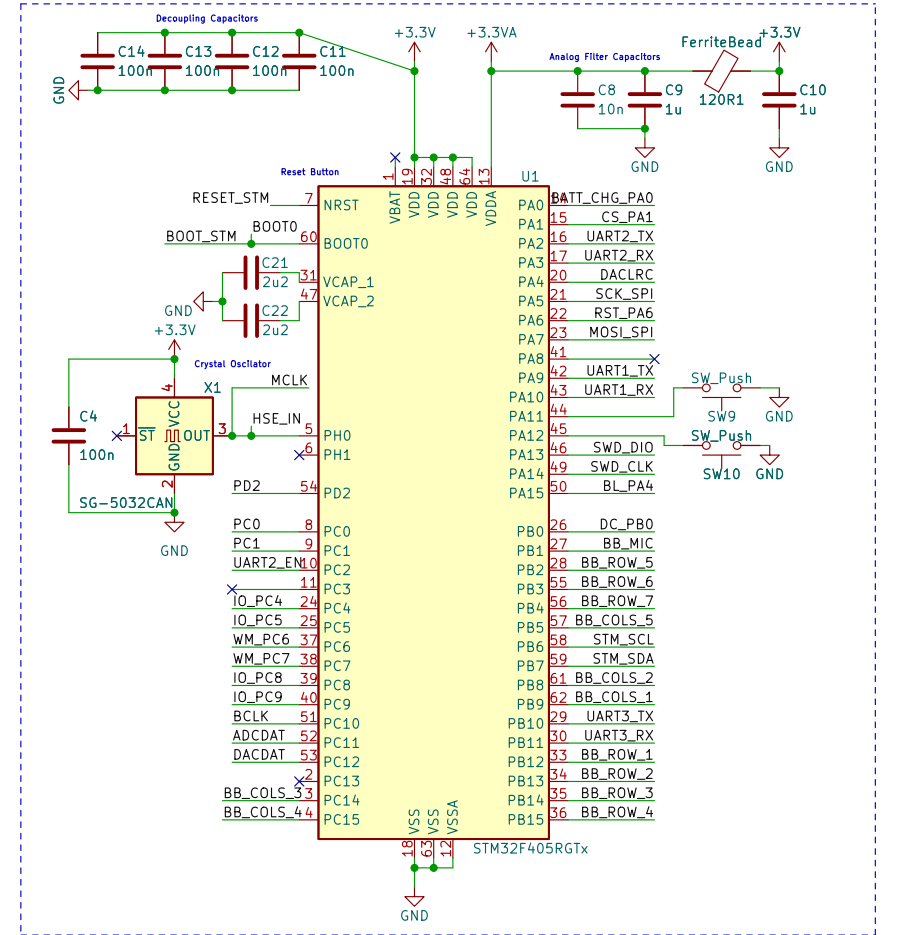 Decoupling Capacitors
+3.3V
+3.3VA
+3.3V
Analog Filter Capacitors
FerriteBead
120R1
C14
100n
C13
100n
C12
100n
C11
100n
GND
C8
10n
C9
1u
C10
1u
GND
GND
Reset Button
U1
1
19
32
48
64
13
VBAT
VDD
VDD
VDD
VDD
VDDA
RESET_STM 7 NRST
BOOT0
BOOT_STM 60 BOOT0
C21
2u2
31 VCAP_1
47 VCAP_2
GND
C22
2u2
+3.3V
Crystal Oscilator
MCLK
X1
4
VCC
C4
100n
1
ST
OUT
3
GND
2
SG-5032CAN
GND
HSE_IN
5 PH0
6 PH1
PD2 54 PD2
PC0 8 PC0
PC1 9 PC1
UART2_EN 10 PC2
11 PC3
IO_PC4 24 PC4
IO_PC5 25 PC5
WM_PC6 37 PC6
WM_PC7 38 PC7
IO_PC8 39 PC8
IO_PC9 40 PC9
BCLK 51 PC10
ADCDAT 52 PC11
DACDAT 53 PC12
2 PC13
BB_COLS_3 3 PC14
BB_COLS_4 4 PC15
PA0 BATT_CHG_PA0
PA1 15 CS_PA1
PA2 16 UART2_TX
PA3 17 UART2_RX
PA4 20 DACLRC
PA5 21 SCK_SPI
PA6 22 RST_PA6
PA7 23 MOSI_SPI
PA8 41
PA9 42 UART1_TX
PA10 43 UART1_RX
PA11 44
PA12 45
PA13 46 SWD_DIO
PA14 49 SWD_CLK
PA15 50 BL_PA4
SW_Push
SW9
GND
SW_Push
SW10
GND
PB0 26 DC_PB0
PB1 27 BB_MIC
PB2 28 BB_ROW_5
PB3 55 BB_ROW_6
PB4 56 BB_ROW_7
PB5 57 BB_COLS_5
PB6 58 STM_SCL
PB7 59 STM_SDA
PB8 61 BB_COLS_2
PB9 62 BB_COLS_1
PB10 29 UART3_TX
PB11 30 UART3_RX
PB12 33 BB_ROW_1
PB13 34 BB_ROW_2
PB14 35 BB_ROW_3
PB15 36 BB_ROW_4
VSS
VSS
VSSA
18
63
12
STM32F405RGTx
GND